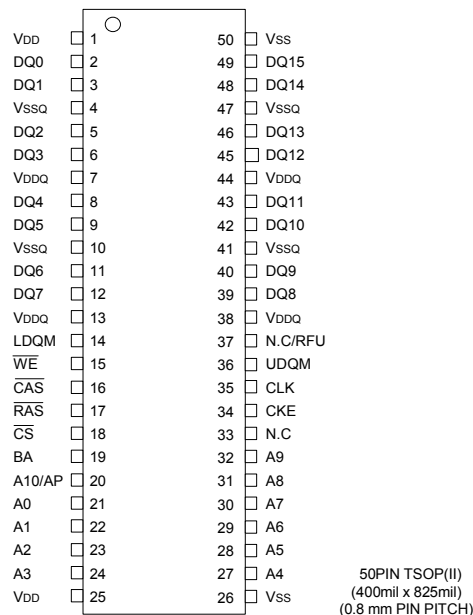 VDD 1 50 VSS
DQ0 2 49 DQ15
DQ1 3 48 DQ14
VSSQ 4 47 VSSQ
DQ2 5 46 DQ13
DQ3 6 45 DQ12
VDDQ 7 44 VDDQ
DQ4 8 43 DQ11
DQ5 9 42 DQ10
VSSQ 10 41 VSSQ
DQ6 11 40 DQ9
DQ7 12 39 DQ8
VDDQ 13 38 VDDQ
LDQM 14 37 N.C/RFU
W̅E̅ 15 36 UDQM
C̅A̅S̅ 16 35 CLK
R̅A̅S̅ 17 34 CKE
C̅S̅ 18 33 N.C
BA 19 32 A9
A10/AP 20 31 A8
A0 21 30 A7
A1 22 29 A6
A2 23 28 A5
A3 24 27 A4
VDD 25 26 VSS
50PIN TSOP(II)
(400mil x 825mil)
(0.8 mm PIN PITCH)